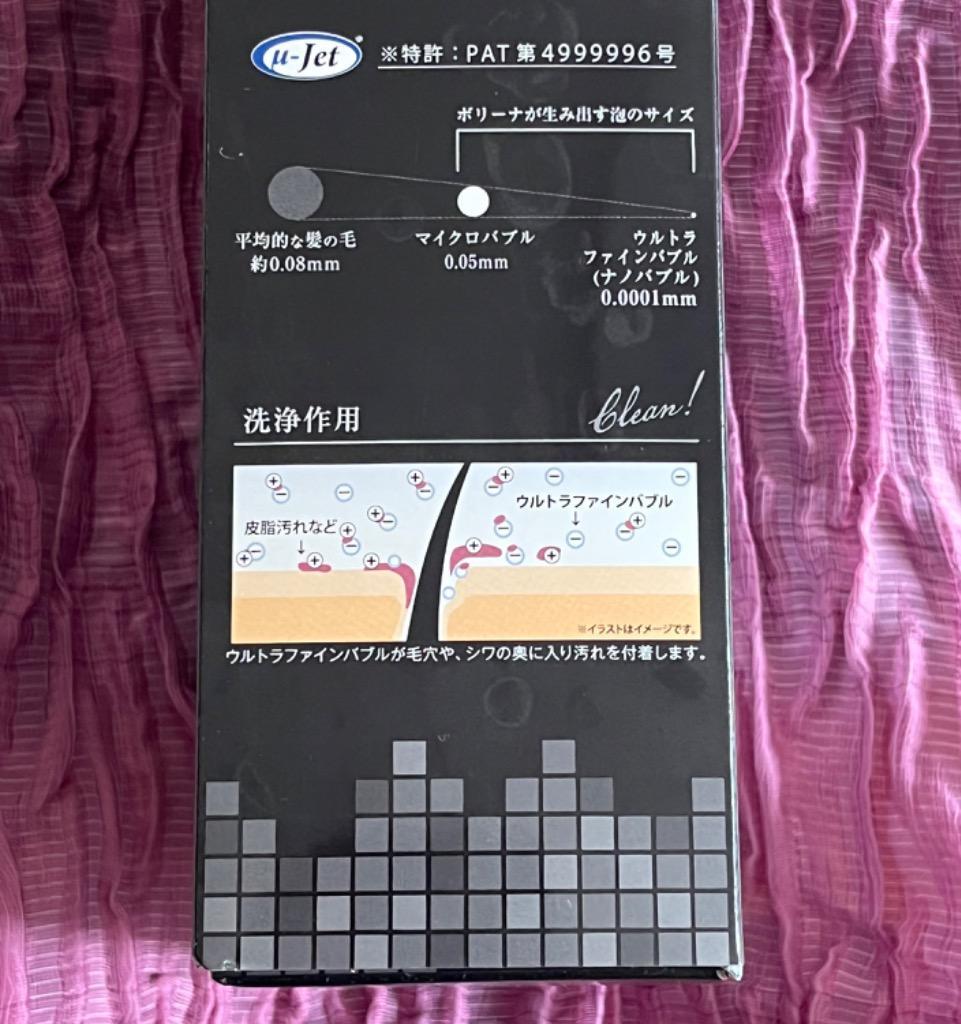 μ-Jet
※特許：PAT 第4999996号
ボリーナが生み出す泡のサイズ
平均的な髪の毛
約0.08mm
マイクロバブル
0.05mm
ウルトラ
ファインバブル
(ナノバブル)
0.0001mm
洗浄作用
Clean!
皮脂汚れなど
↓
ウルトラファインバブル
↓
※イラストはイメージです。
ウルトラファインバブルが毛穴や、シワの奥に入り汚れを付着します。